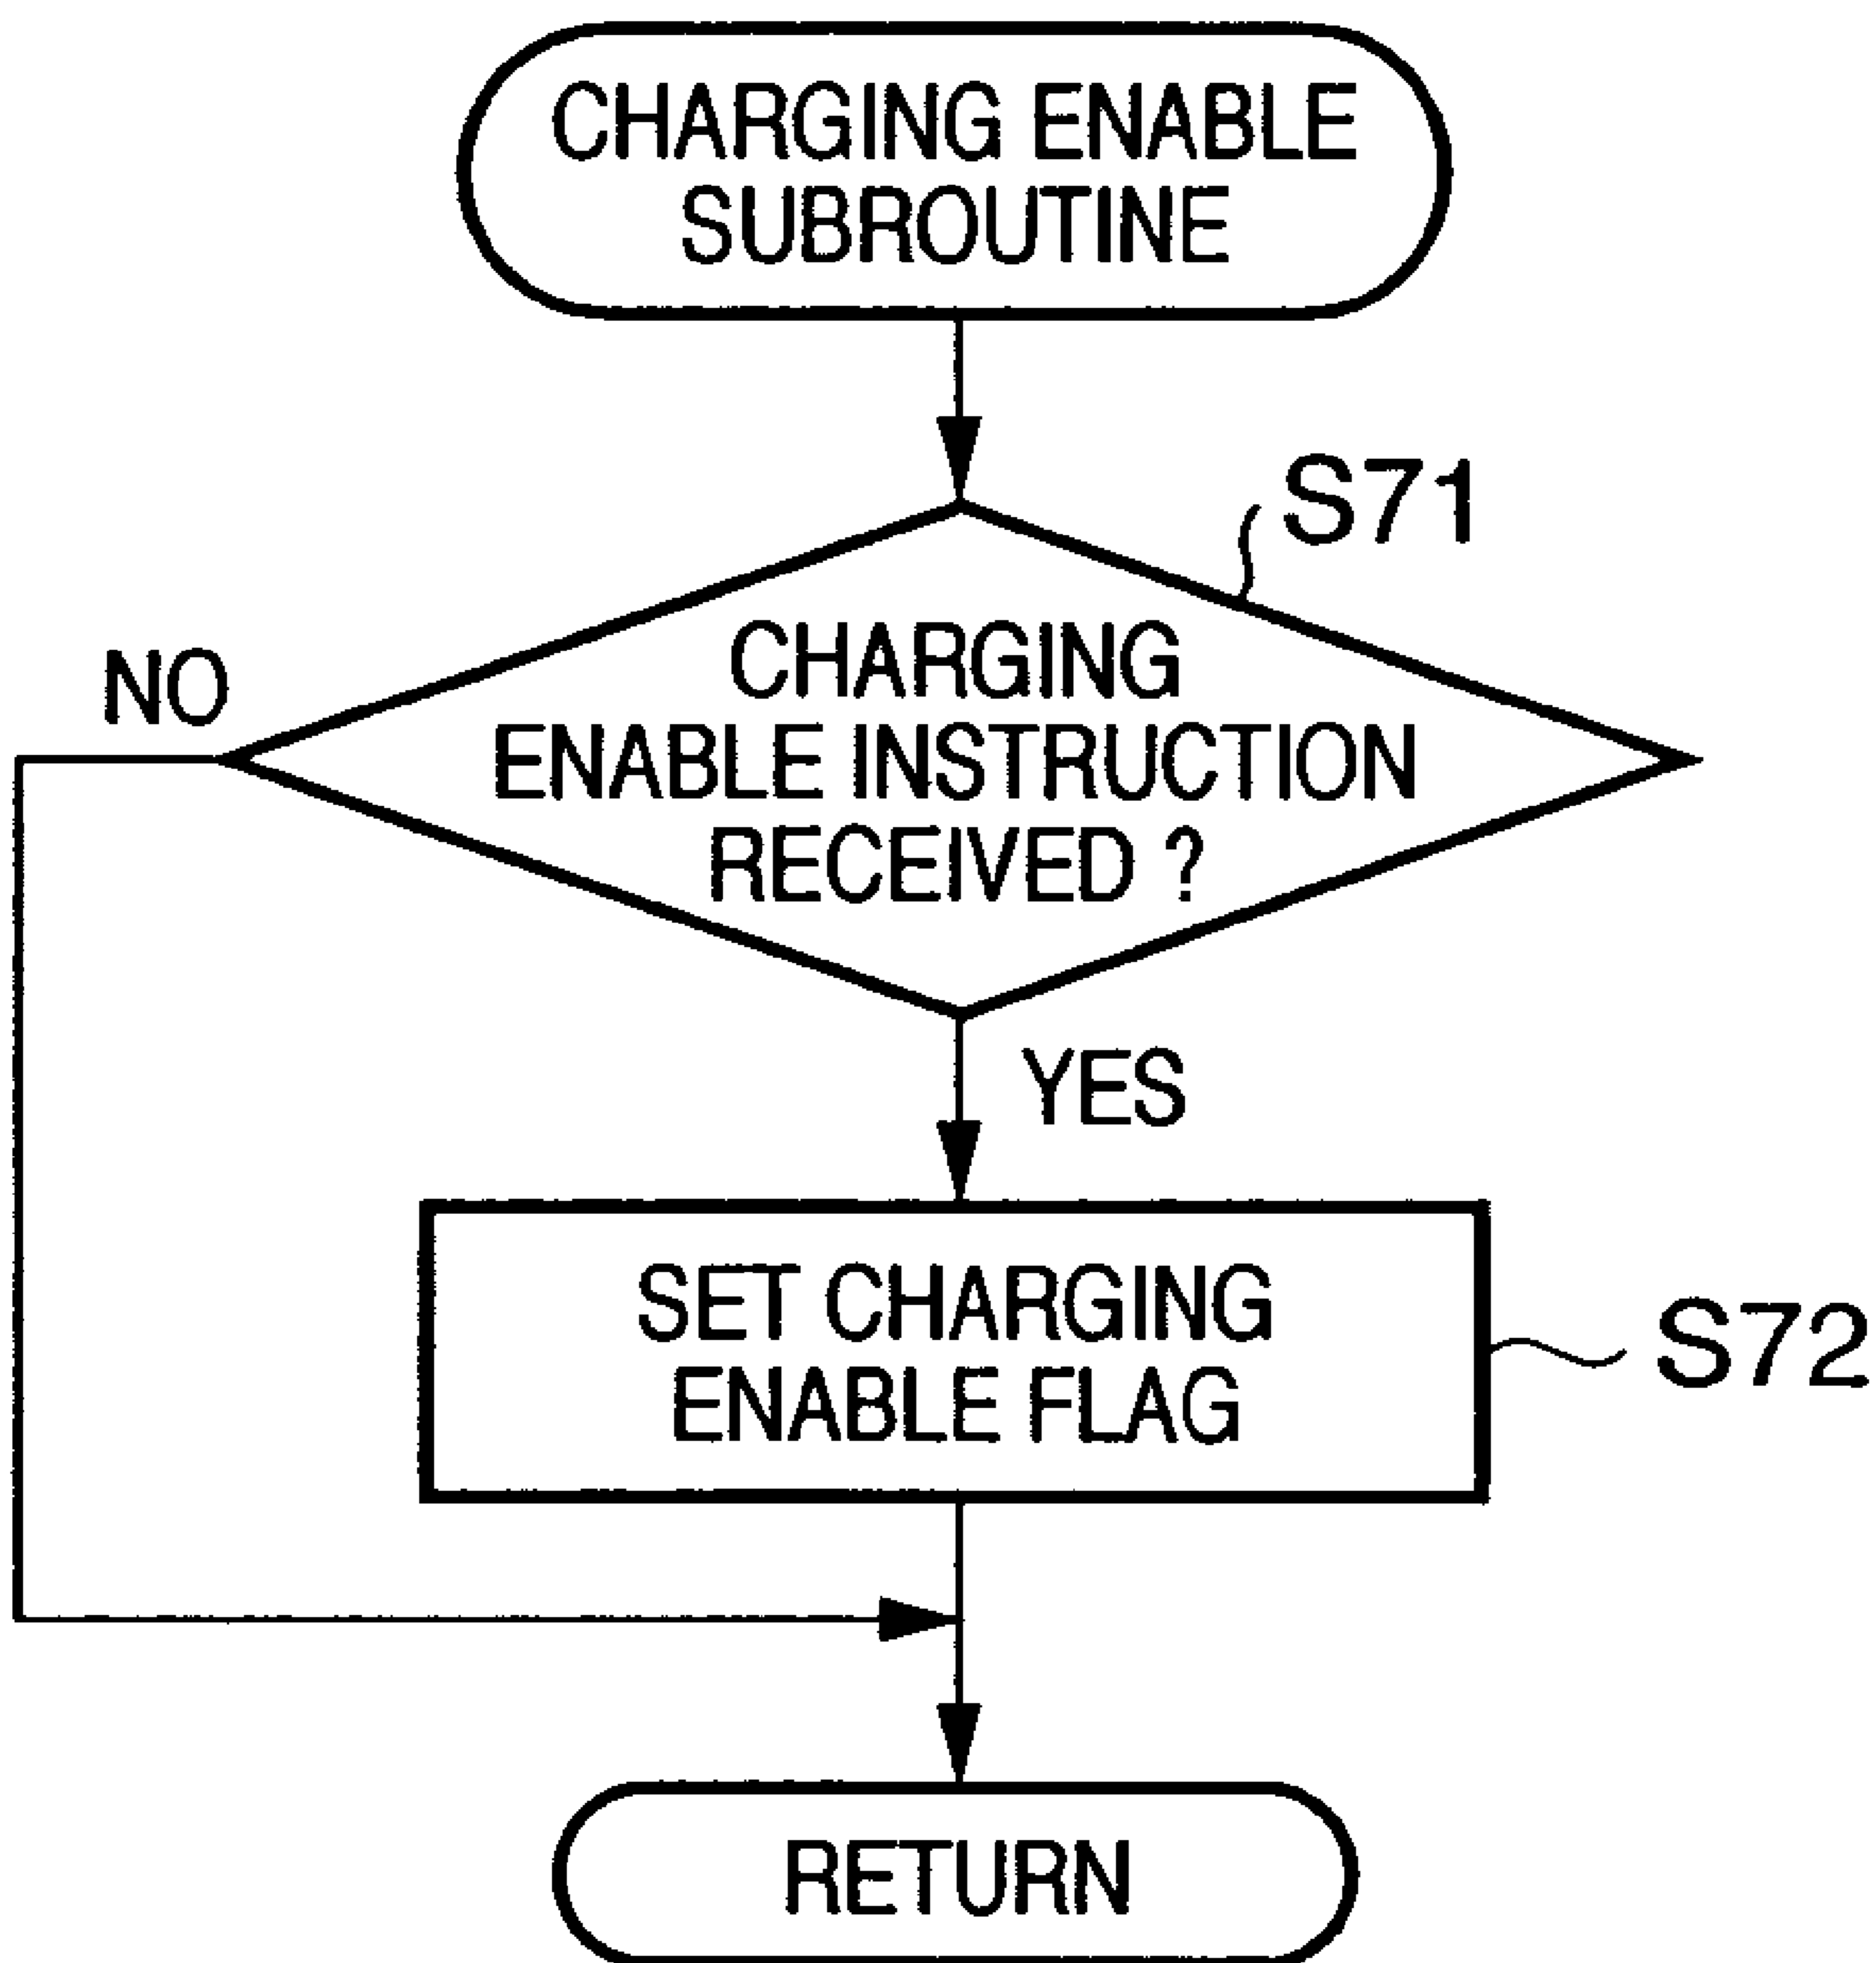 CHARGING ENABLE
SUBROUTINE
S71
CHARGING
ENABLE INSTRUCTION
RECEIVED ?
NO
YES
SET CHARGING
ENABLE FLAG
S72
RETURN